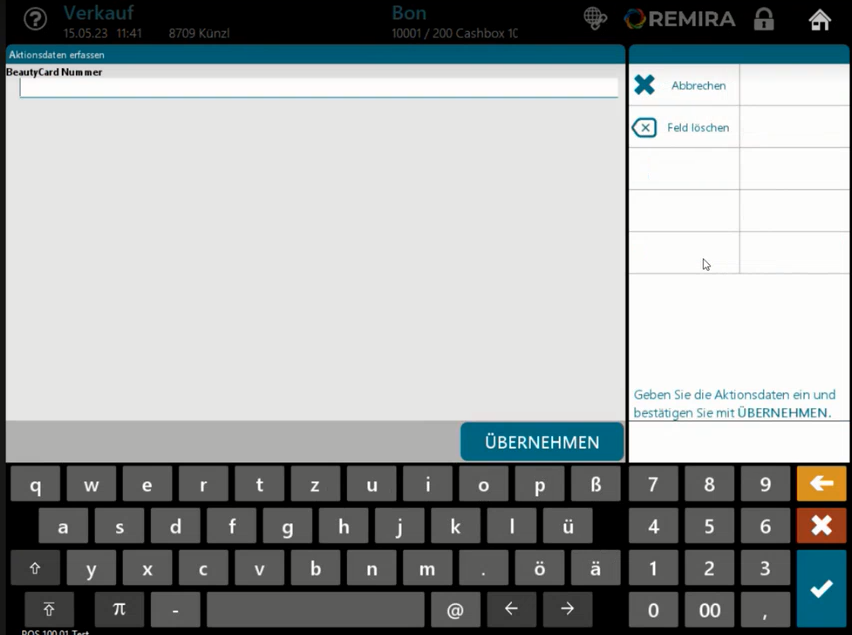 Verkauf
15.05.23 11:41 8709 Künzl
Bon
10001 / 200 Cashbox 10
REMIRA
Aktionsdaten erfassen
BeautyCard Nummer
Abbrechen
Feld löschen
Geben Sie die Aktionsdaten ein und
bestätigen Sie mit ÜBERNEHMEN.
ÜBERNEHMEN
q w e r t z u i o p ß 7 8 9
a s d f g h j k l ü 4 5 6
y x c v b n m . ö ä 1 2 3
π - @ 0 00 ,
POS 100.01 Test